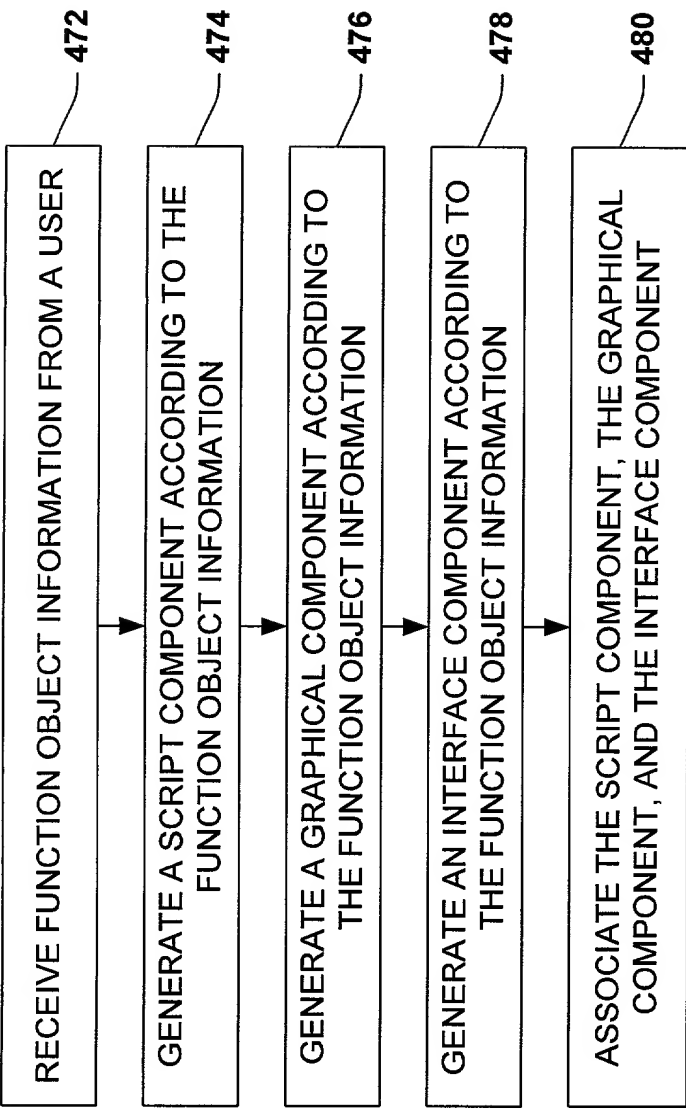 RECEIVE FUNCTION OBJECT INFORMATION FROM A USER
472
GENERATE A SCRIPT COMPONENT ACCORDING TO THE
FUNCTION OBJECT INFORMATION
474
GENERATE A GRAPHICAL COMPONENT ACCORDING TO
THE FUNCTION OBJECT INFORMATION
476
GENERATE AN INTERFACE COMPONENT ACCORDING TO
THE FUNCTION OBJECT INFORMATION
478
ASSOCIATE THE SCRIPT COMPONENT, THE GRAPHICAL
COMPONENT, AND THE INTERFACE COMPONENT
480